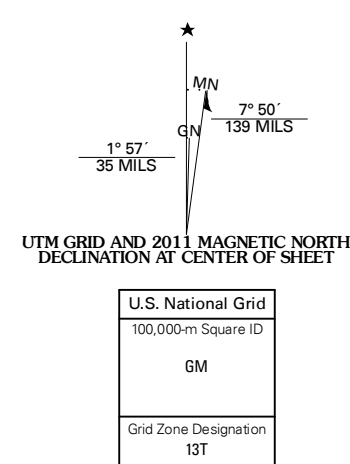 ★
MN
GN
7° 50´
139 MILS
1° 57´
35 MILS
UTM GRID AND 2011 MAGNETIC NORTH
DECLINATION AT CENTER OF SHEET
U.S. National Grid
100,000-m Square ID
GM
Grid Zone Designation
13T